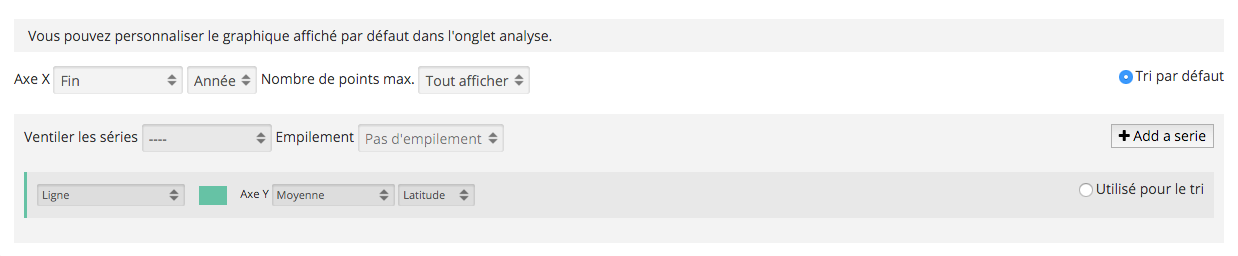 Vous pouvez personnaliser le graphique affiché par défaut dans l'onglet analyse.
Axe X Fin Année Nombre de points max. Tout afficher Tri par défaut
Ventiler les séries ---- Empilement Pas d'empilement + Add a serie
Ligne Axe Y Moyenne Latitude Utilisé pour le tri